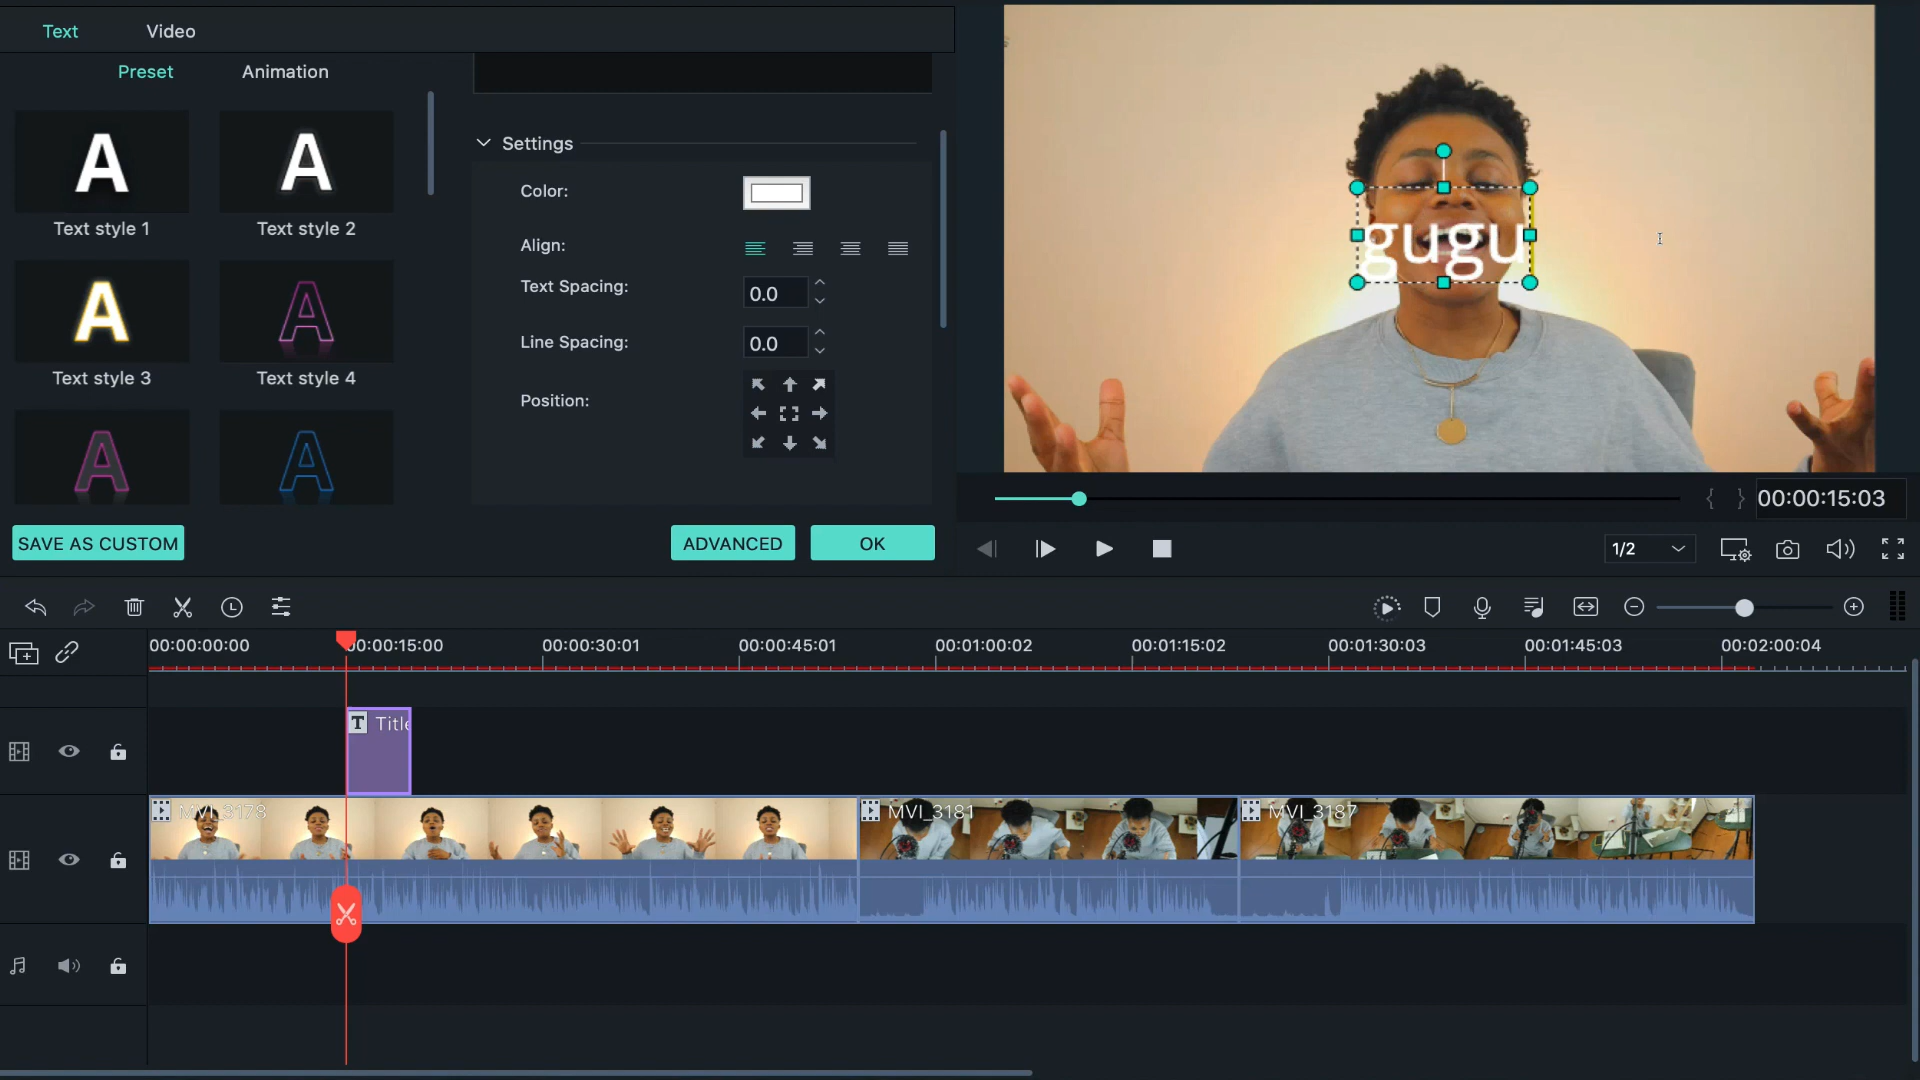 Text Video
Preset Animation
Text style 1
Text style 2
Text style 3
Text style 4
Settings
Color:
Align:
Text Spacing: 0.0
Line Spacing: 0.0
Position:
SAVE AS CUSTOM
ADVANCED
OK
gugu
{ } 00:00:15:03
1/2
00:00:00:00 00:00:15:00 00:00:30:01 00:00:45:01 00:01:00:02 00:01:15:02 00:01:30:03 00:01:45:03 00:02:00:04
T Title
MVI_3178 MVI_3181 MVI_3187